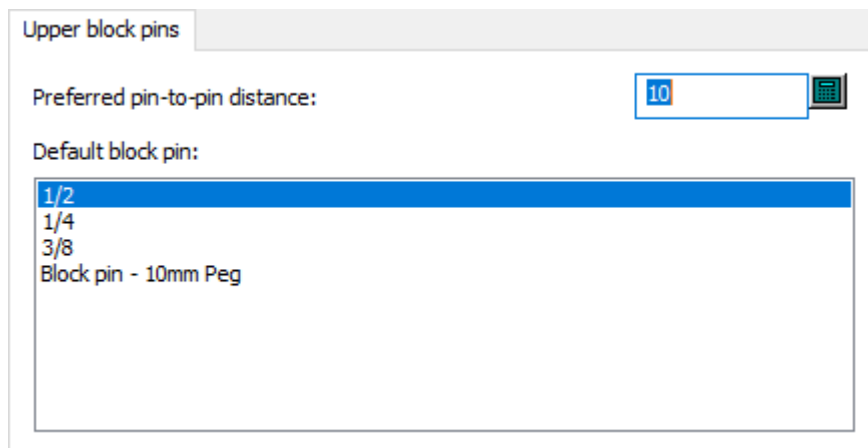 Upper block pins
Preferred pin-to-pin distance: 10
Default block pin:
1/2
1/4
3/8
Block pin - 10mm Peg